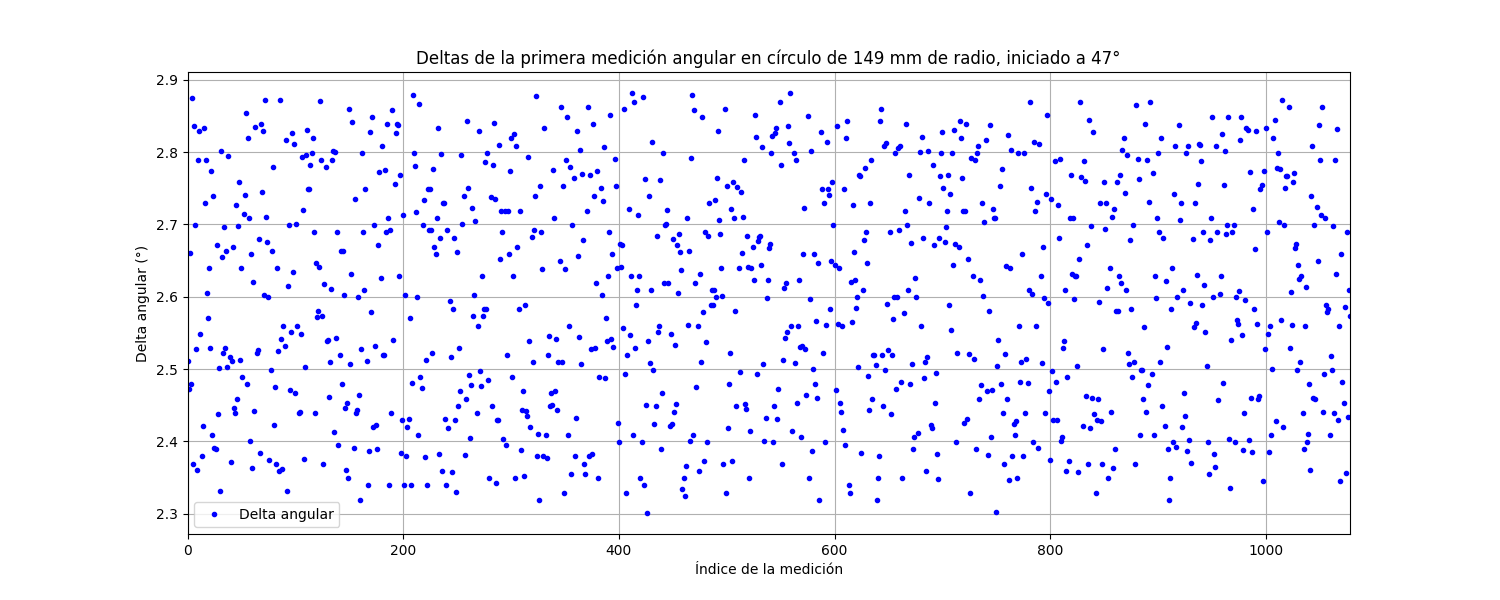 Deltas de la primera medición angular en círculo de 149 mm de radio, iniciado a 47°
2.9
2.8
2.7
2.6
2.5
2.4
2.3
Delta angular (°)
Delta angular
0 200 400 600 800 1000
Índice de la medición